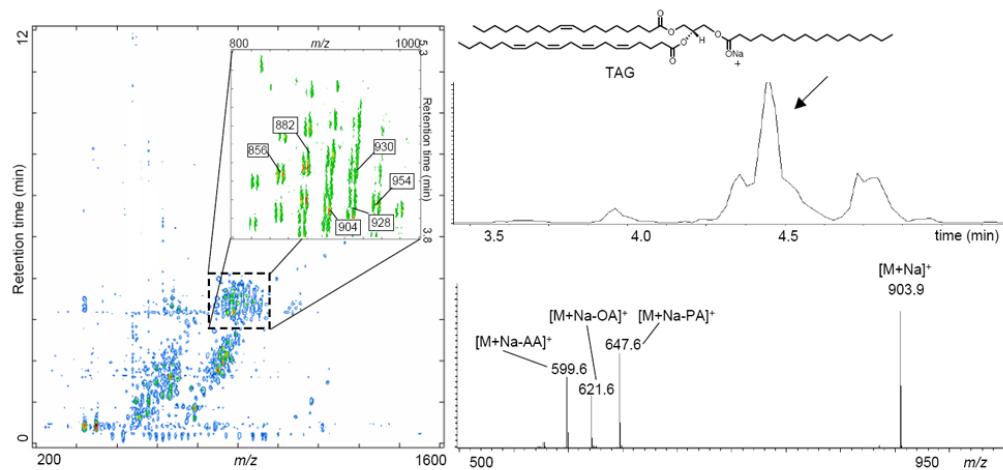 12
Retention time (min)
0
200
m/z
1600
800
m/z
1000
5.3
Retention time (min)
3.8
882
856
930
954
904
928
O
O
O
O
H
O
O
ONa
+
TAG
3.5
4.0
4.5
time (min)
[M+Na]+
903.9
[M+Na-OA]+
[M+Na-PA]+
[M+Na-AA]+
647.6
599.6
621.6
500
950
m/z